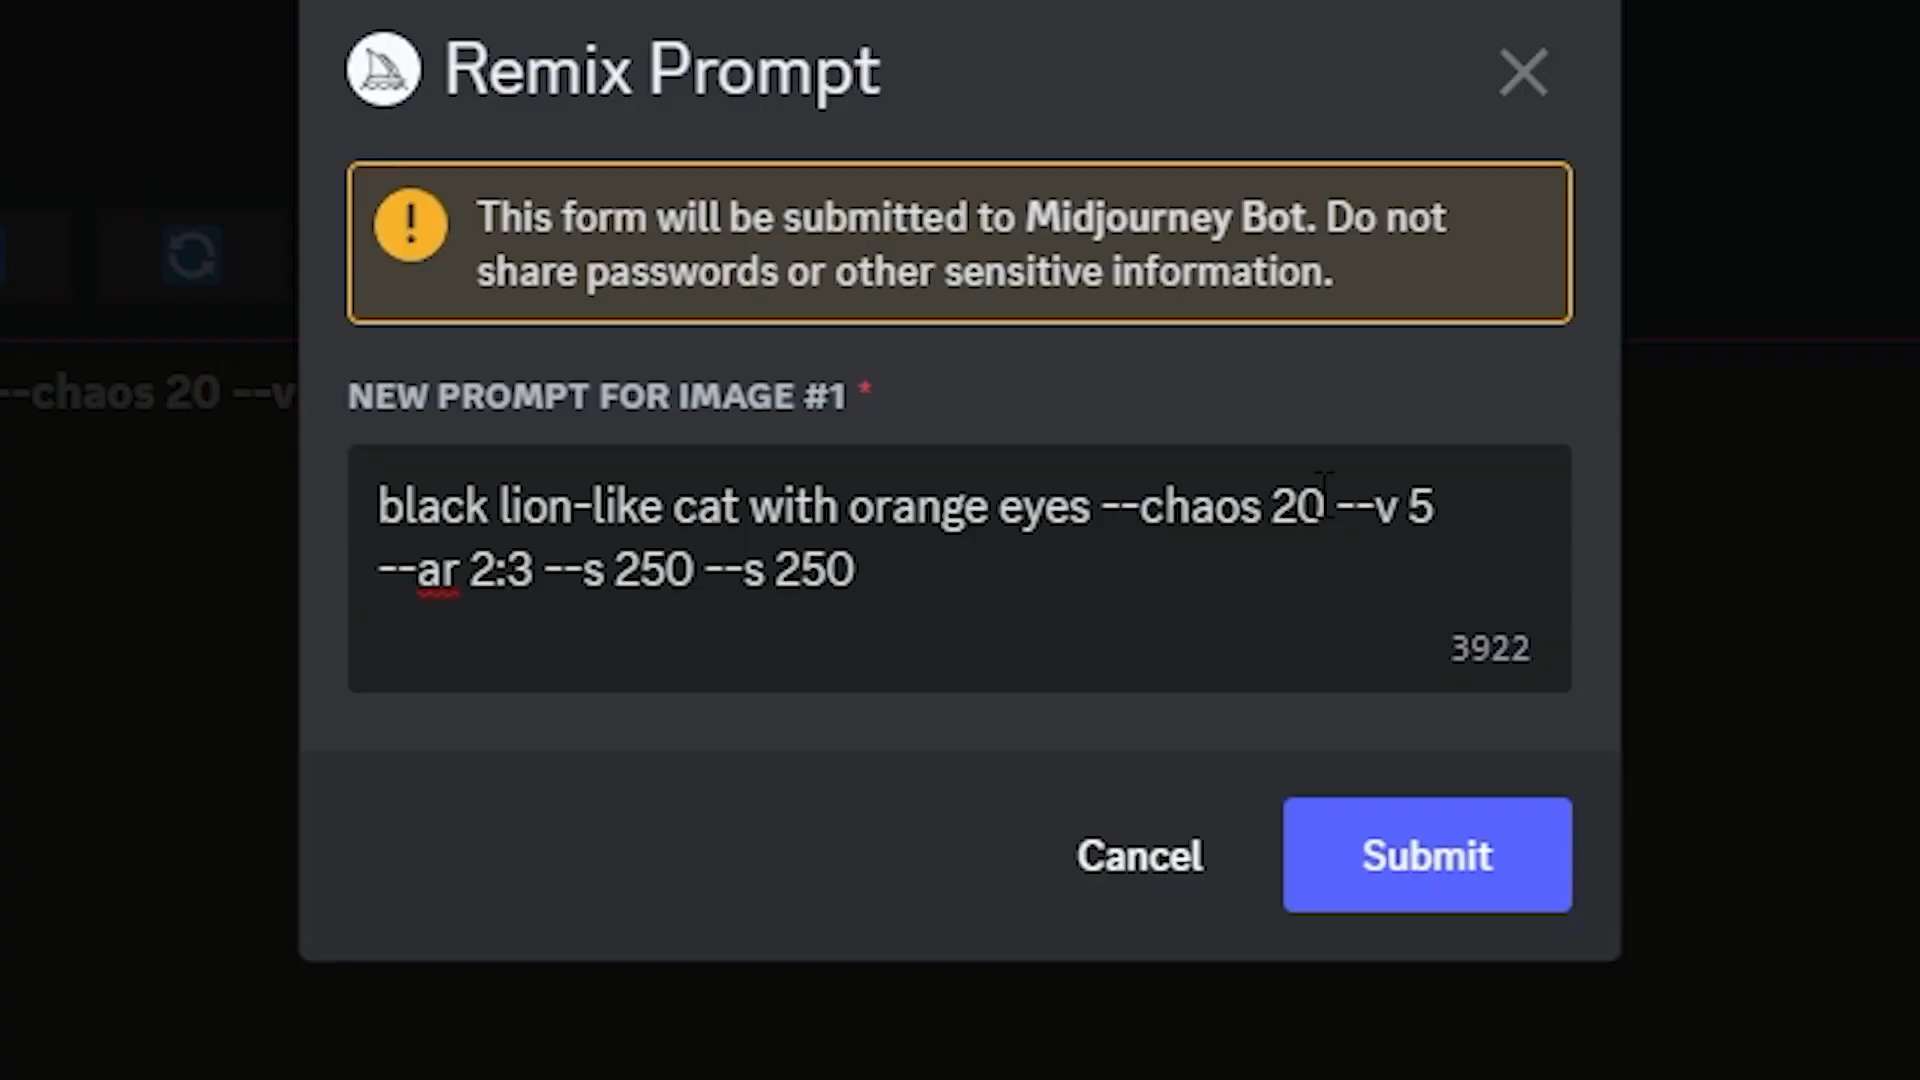 Remix Prompt
This form will be submitted to Midjourney Bot. Do not
share passwords or other sensitive information.
--chaos 20 --v
NEW PROMPT FOR IMAGE #1 *
black lion-like cat with orange eyes --chaos 20 --v 5
--ar 2:3 --s 250 --s 250
3922
Cancel
Submit